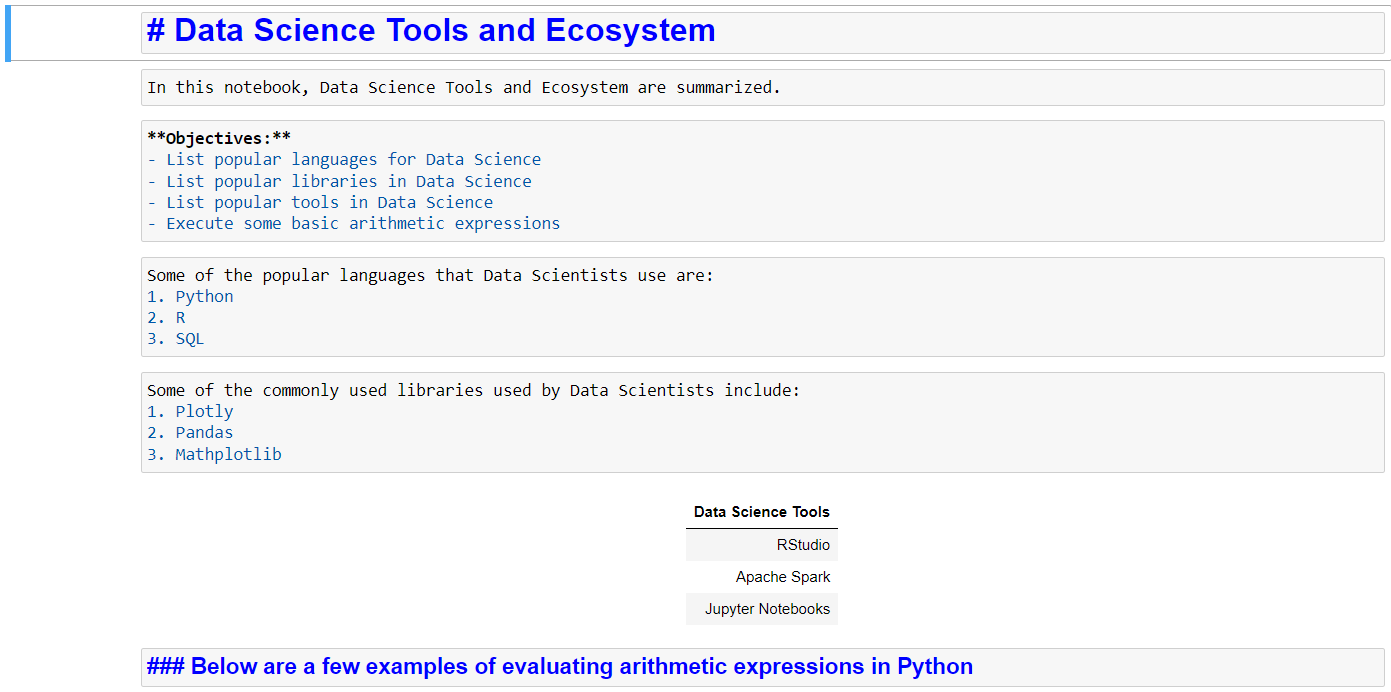 # Data Science Tools and Ecosystem
In this notebook, Data Science Tools and Ecosystem are summarized.
**Objectives:**
- List popular languages for Data Science
- List popular libraries in Data Science
- List popular tools in Data Science
- Execute some basic arithmetic expressions
Some of the popular languages that Data Scientists use are:
1. Python
2. R
3. SQL
Some of the commonly used libraries used by Data Scientists include:
1. Plotly
2. Pandas
3. Mathplotlib
Data Science Tools
RStudio
Apache Spark
Jupyter Notebooks
### Below are a few examples of evaluating arithmetic expressions in Python